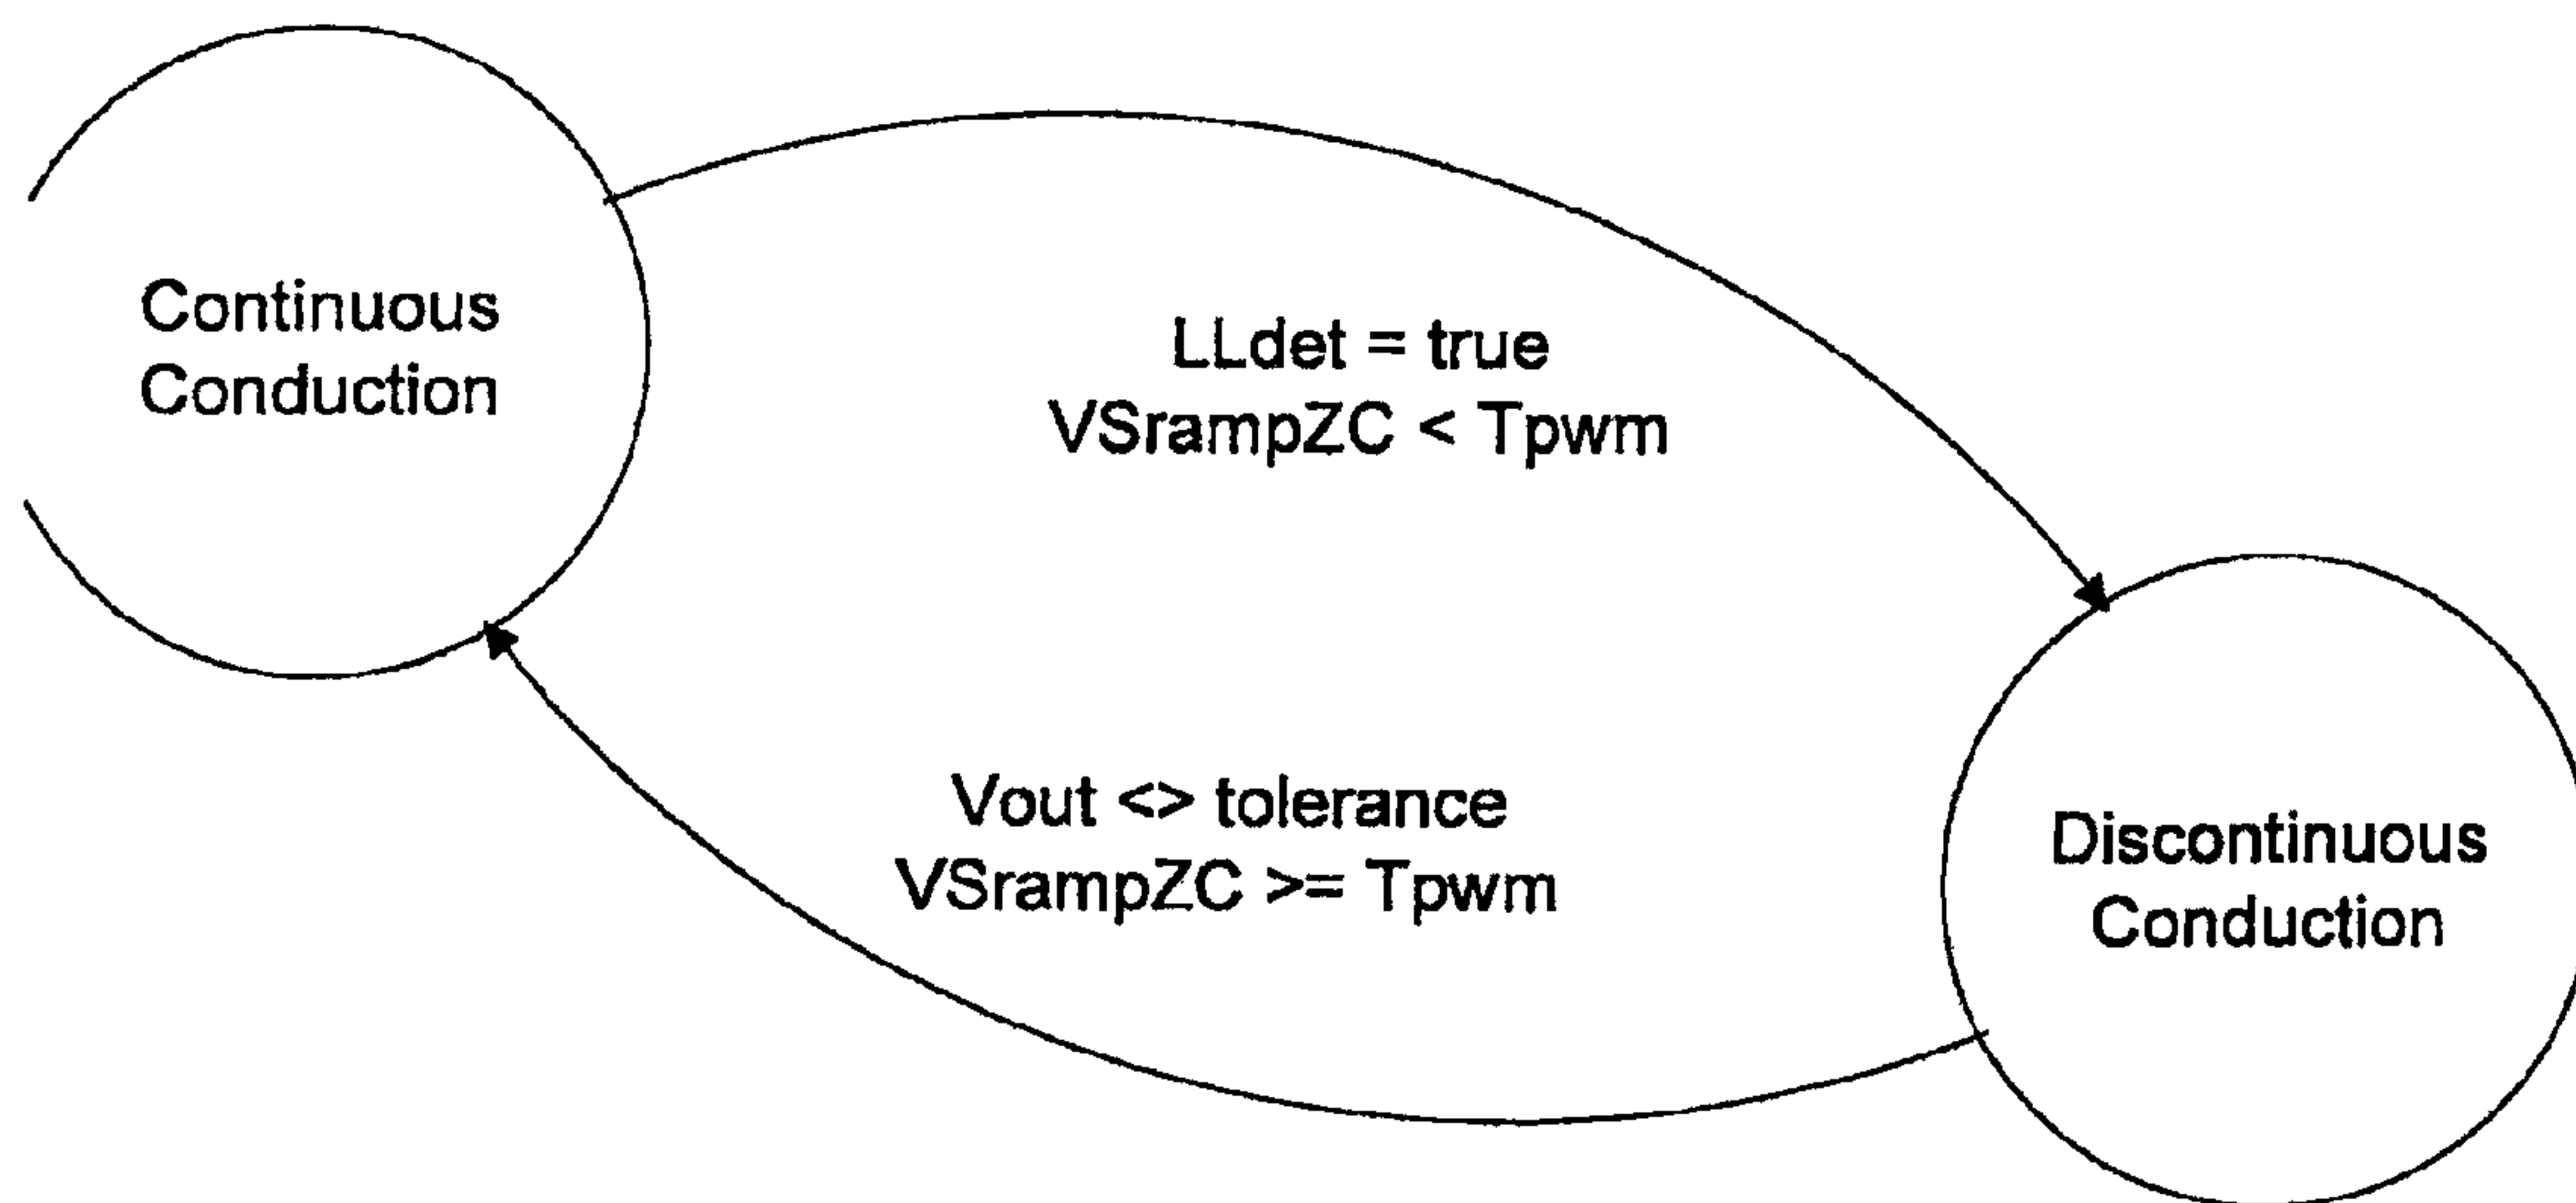 Continuous
Conduction
LLdet = true
VSrampZC < Tpwm
Vout <> tolerance
VSrampZC >= Tpwm
Discontinuous
Conduction